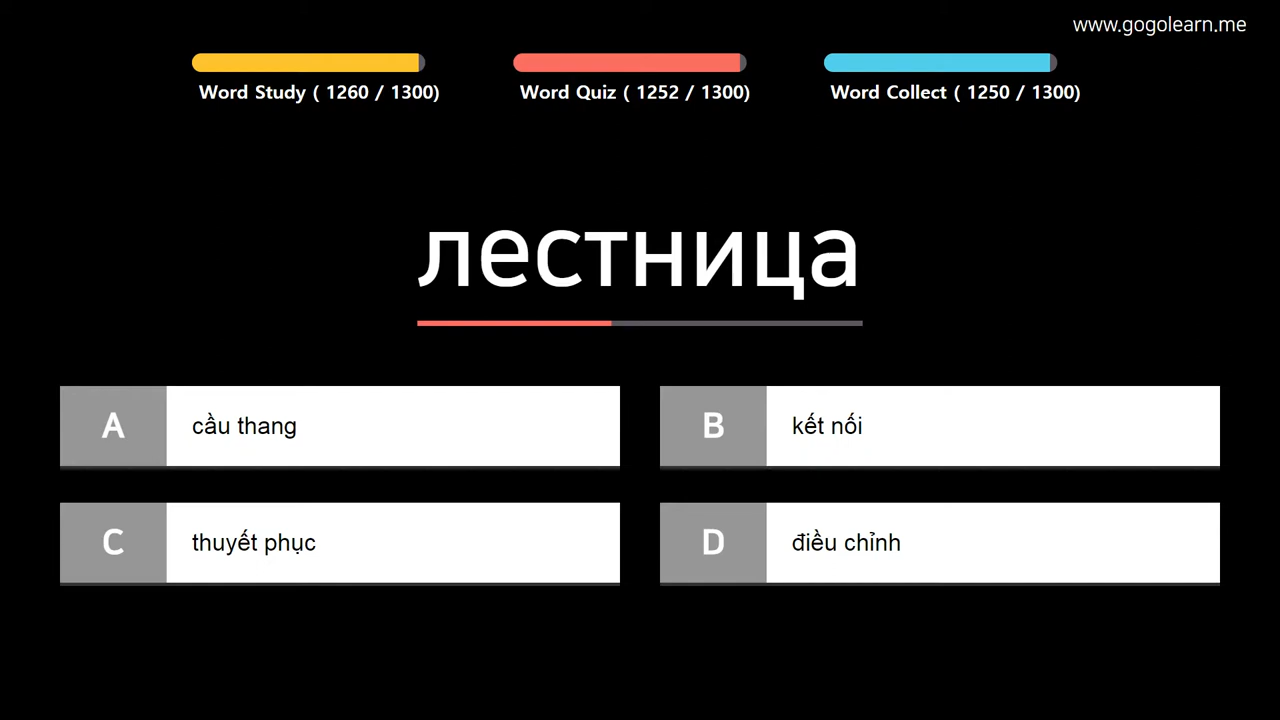 www.gogolearn.me
Word Study ( 1260 / 1300)
Word Quiz ( 1252 / 1300)
Word Collect ( 1250 / 1300)
лестница
A cầu thang
B kết nối
C thuyết phục
D điều chỉnh